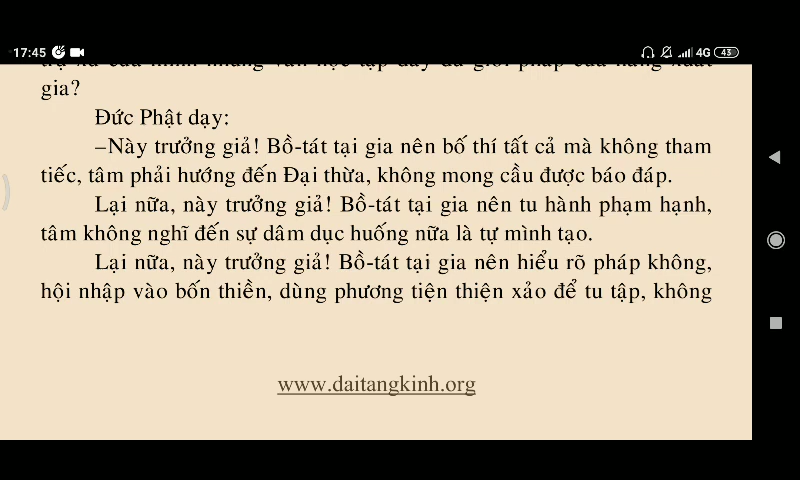 17:45
4G 43
gia?
Đức Phật dạy:
–Này trưởng giả! Bồ-tát tại gia nên bố thí tất cả mà không tham
tiếc, tâm phải hướng đến Đại thừa, không mong cầu được báo đáp.
Lại nữa, này trưởng giả! Bồ-tát tại gia nên tu hành phạm hạnh,
tâm không nghĩ đến sự dâm dục huống nữa là tự mình tạo.
Lại nữa, này trưởng giả! Bồ-tát tại gia nên hiểu rõ pháp không,
hội nhập vào bốn thiền, dùng phương tiện thiện xảo để tu tập, không
www.daitangkinh.org